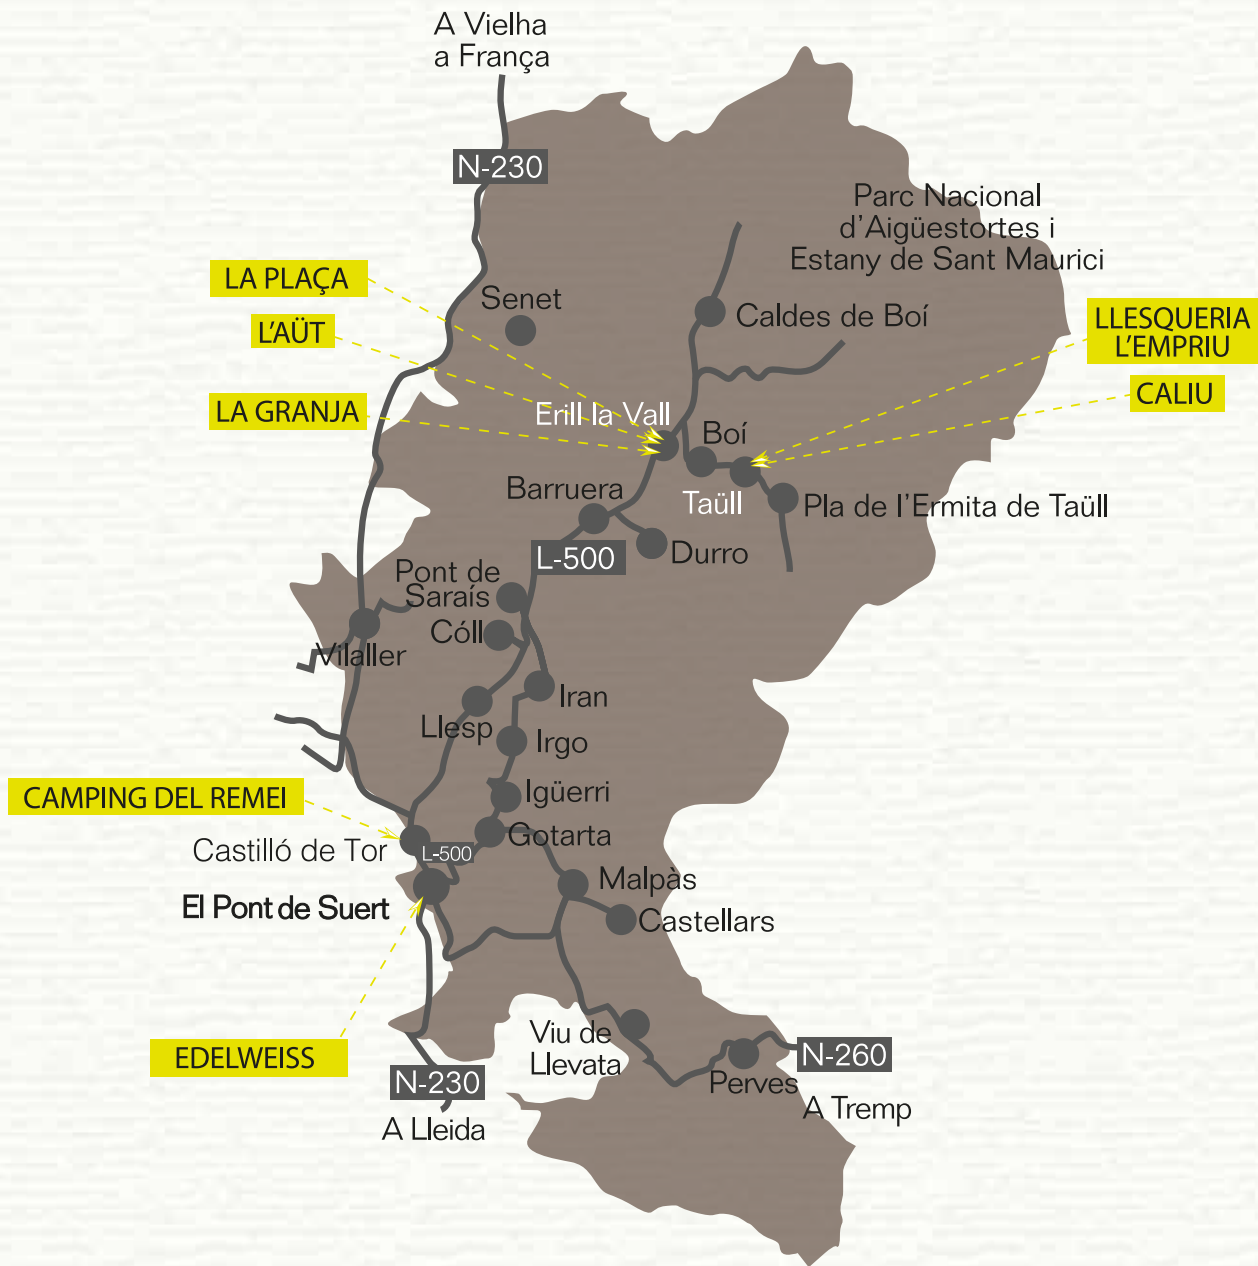 A Vielha
a França
N-230
Parc Nacional
d'Aigüestortes i
Estany de Sant Maurici
LA PLAÇA
Senet
Caldes de Boí
L'AÜT
LLESQUERIA
L'EMPRIU
CALIU
LA GRANJA
Erill la Vall
Boí
Barruera
Taüll
Pla de l'Ermita de Taüll
L-500
Durro
Pont de
Saraís
Cóll
Vilaller
Iran
Llesp
Irgo
Igüerri
CAMPING DEL REMEI
Gotarta
Castilló de Tor
L-500
Malpàs
El Pont de Suert
Castellars
Viu de
Llevata
EDELWEISS
N-260
Perves
N-230
A Tremp
A Lleida